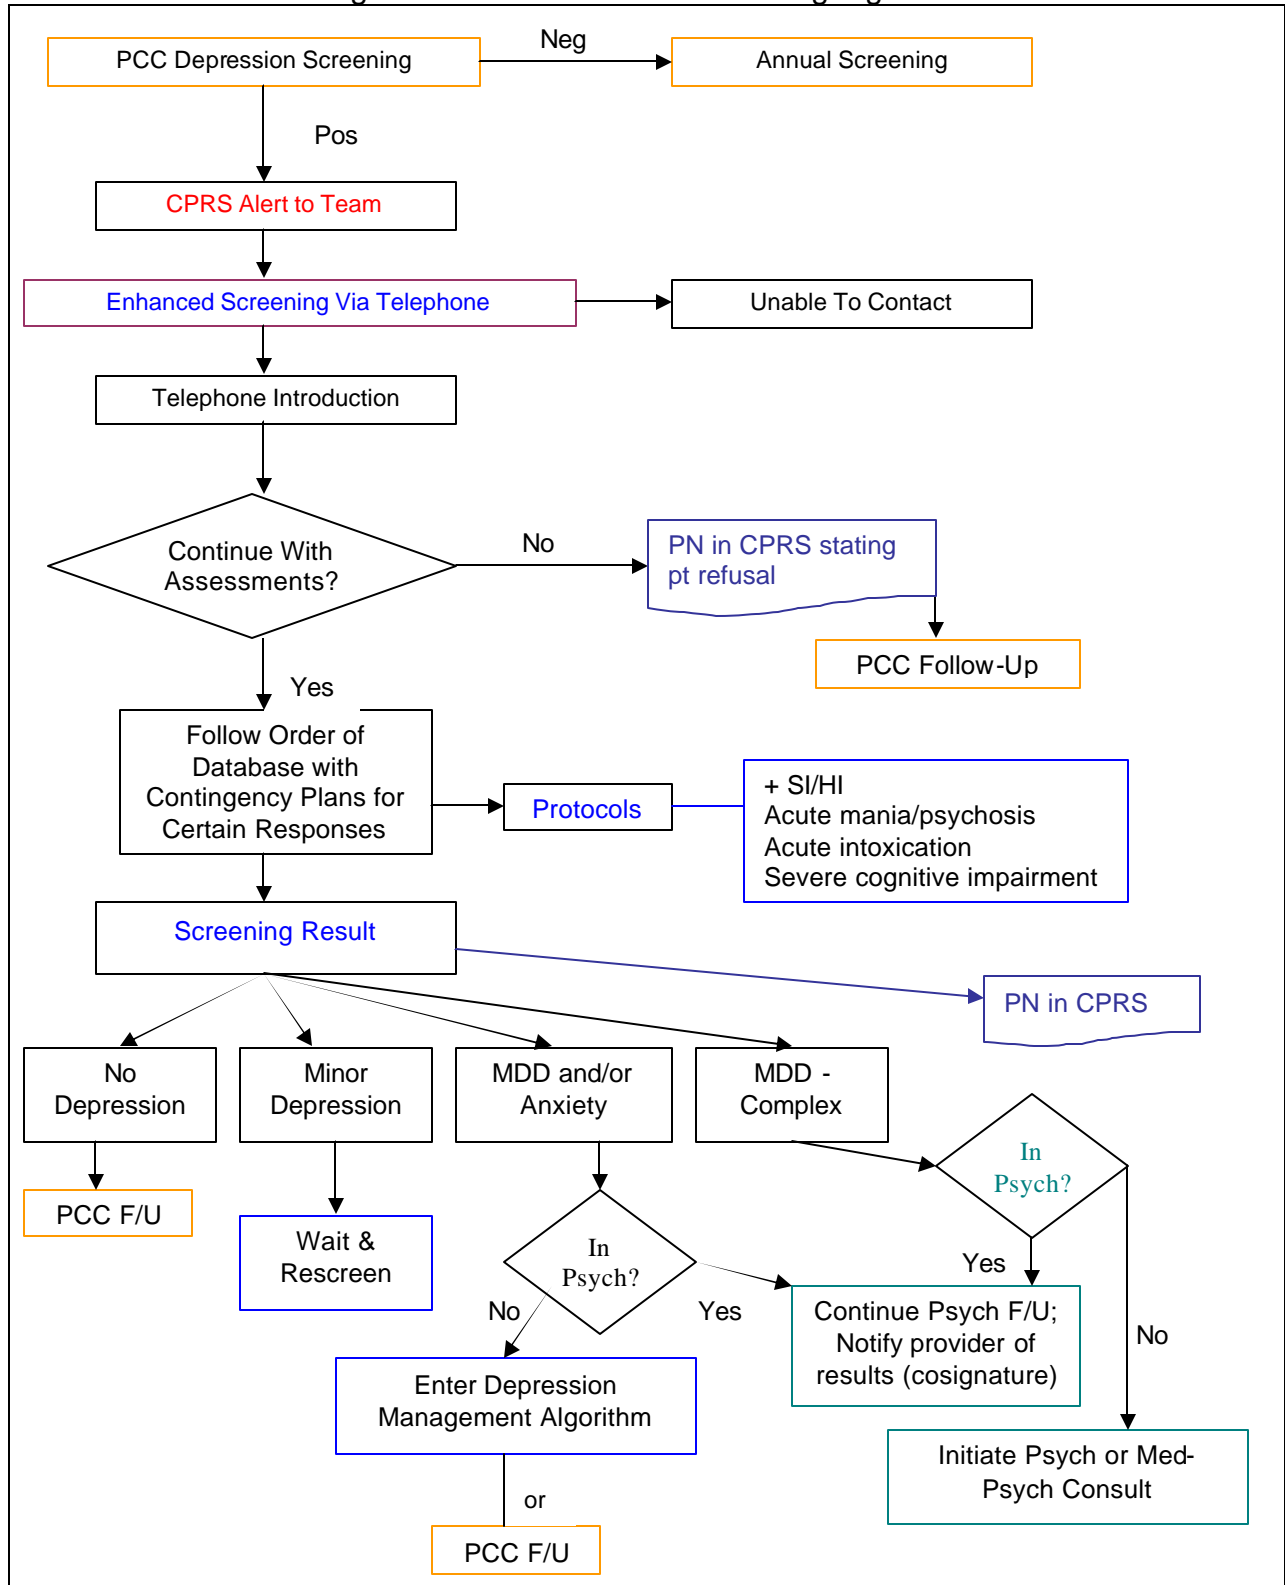 PCC Depression Screening
Neg
Annual Screening
Pos
CPRS Alert to Team
Enhanced Screening Via Telephone
Unable To Contact
Telephone Introduction
Continue With
Assessments?
No
PN in CPRS stating
pt refusal
PCC Follow-Up
Yes
Follow Order of
Database with
Contingency Plans for
Certain Responses
Protocols
+ SI/HI
Acute mania/psychosis
Acute intoxication
Severe cognitive impairment
Screening Result
PN in CPRS
No
Depression
Minor
Depression
MDD and/or
Anxiety
MDD -
Complex
In
Psych?
PCC F/U
Wait &
Rescreen
In
Psych?
Yes
No
Yes
Continue Psych F/U;
Notify provider of
results (cosignature)
No
Enter Depression
Management Algorithm
Initiate Psych or Med-
Psych Consult
or
PCC F/U